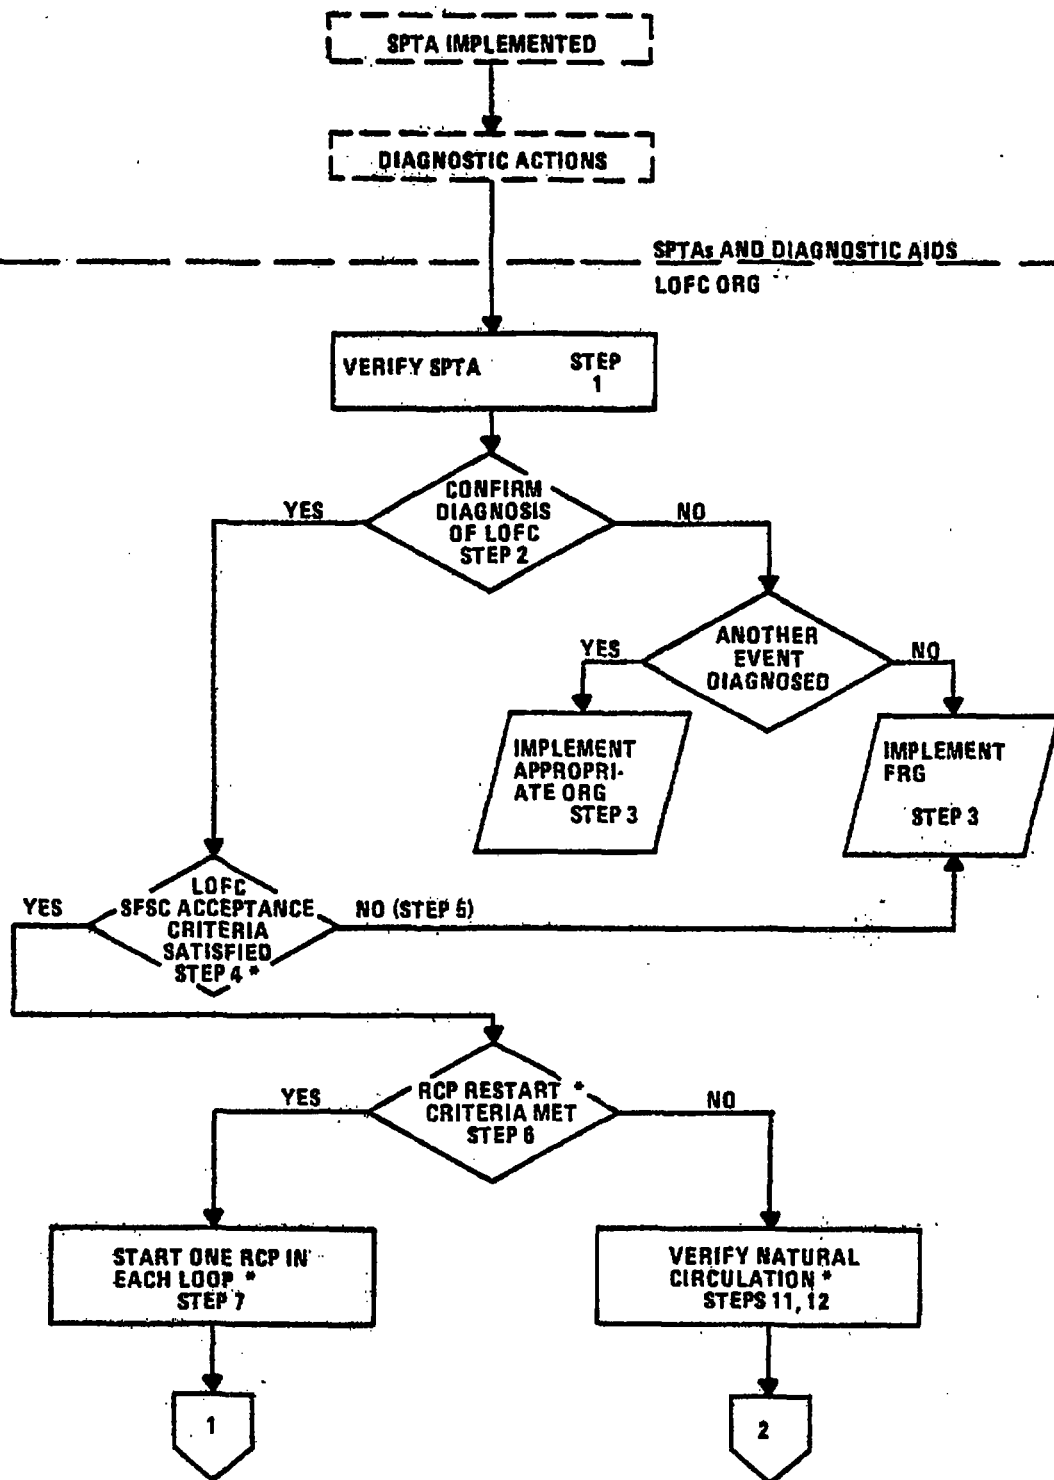 SPTA IMPLEMENTED
DIAGNOSTIC ACTIONS
SPTAs AND DIAGNOSTIC AIDS
LOFC ORG
VERIFY SPTA STEP
1
CONFIRM
DIAGNOSIS
OF LOFC
STEP 2
YES
NO
ANOTHER
EVENT
DIAGNOSED
YES
NO
IMPLEMENT
APPROPRI-
ATE ORG
STEP 3
IMPLEMENT
FRG
STEP 3
LOFC
SFSC ACCEPTANCE
CRITERIA
SATISFIED
STEP 4 *
YES
NO (STEP 5)
RCP RESTART *
CRITERIA MET
STEP 6
YES
NO
START ONE RCP IN
EACH LOOP *
STEP 7
VERIFY NATURAL
CIRCULATION *
STEPS 11, 12
1
2